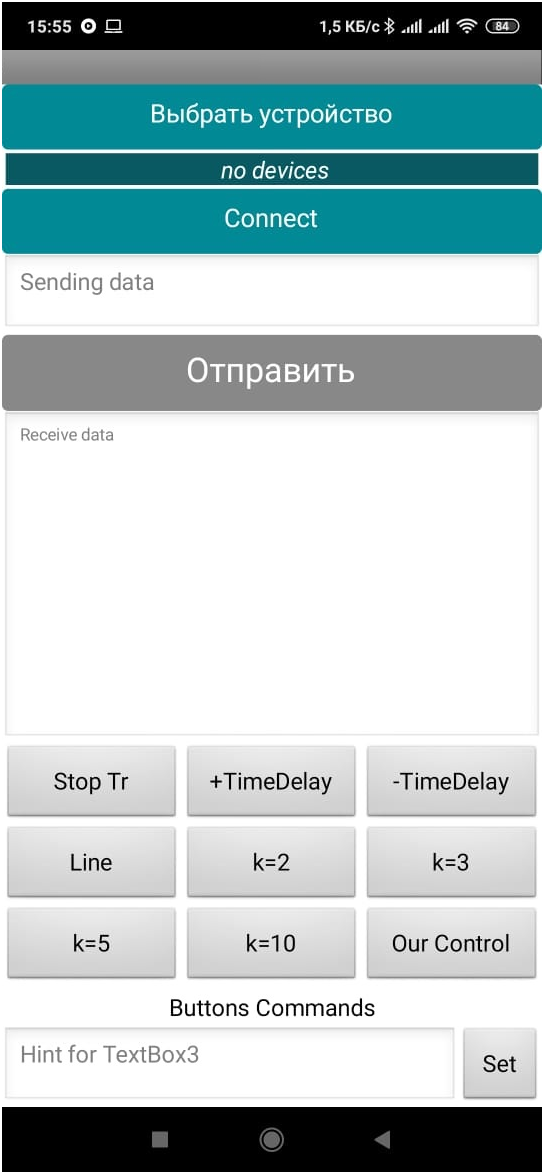 15:55 1,5 КБ/с 84
Выбрать устройство
no devices
Connect
Sending data
Отправить
Receive data
Stop Tr +TimeDelay -TimeDelay
Line k=2 k=3
k=5 k=10 Our Control
Buttons Commands
Hint for TextBox3 Set